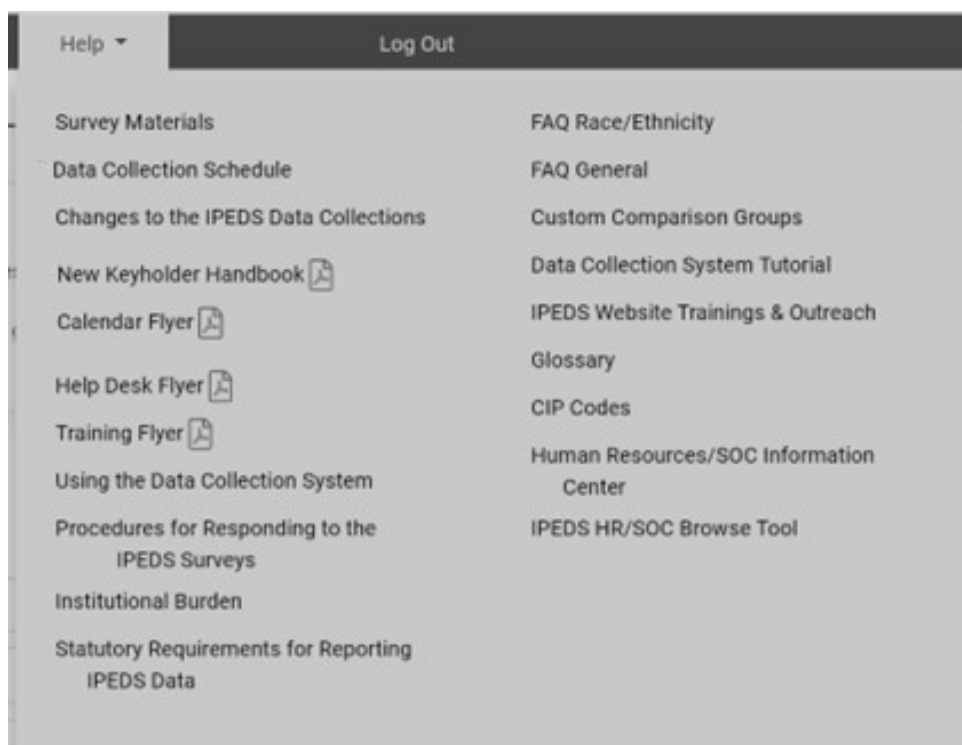 Help
Log Out
Survey Materials
Data Collection Schedule
Changes to the IPEDS Data Collections
New Keyholder Handbook
Calendar Flyer
Help Desk Flyer
Training Flyer
Using the Data Collection System
Procedures for Responding to the
IPEDS Surveys
Institutional Burden
Statutory Requirements for Reporting
IPEDS Data
FAQ Race/Ethnicity
FAQ General
Custom Comparison Groups
Data Collection System Tutorial
IPEDS Website Trainings & Outreach
Glossary
CIP Codes
Human Resources/SOC Information
Center
IPEDS HR/SOC Browse Tool